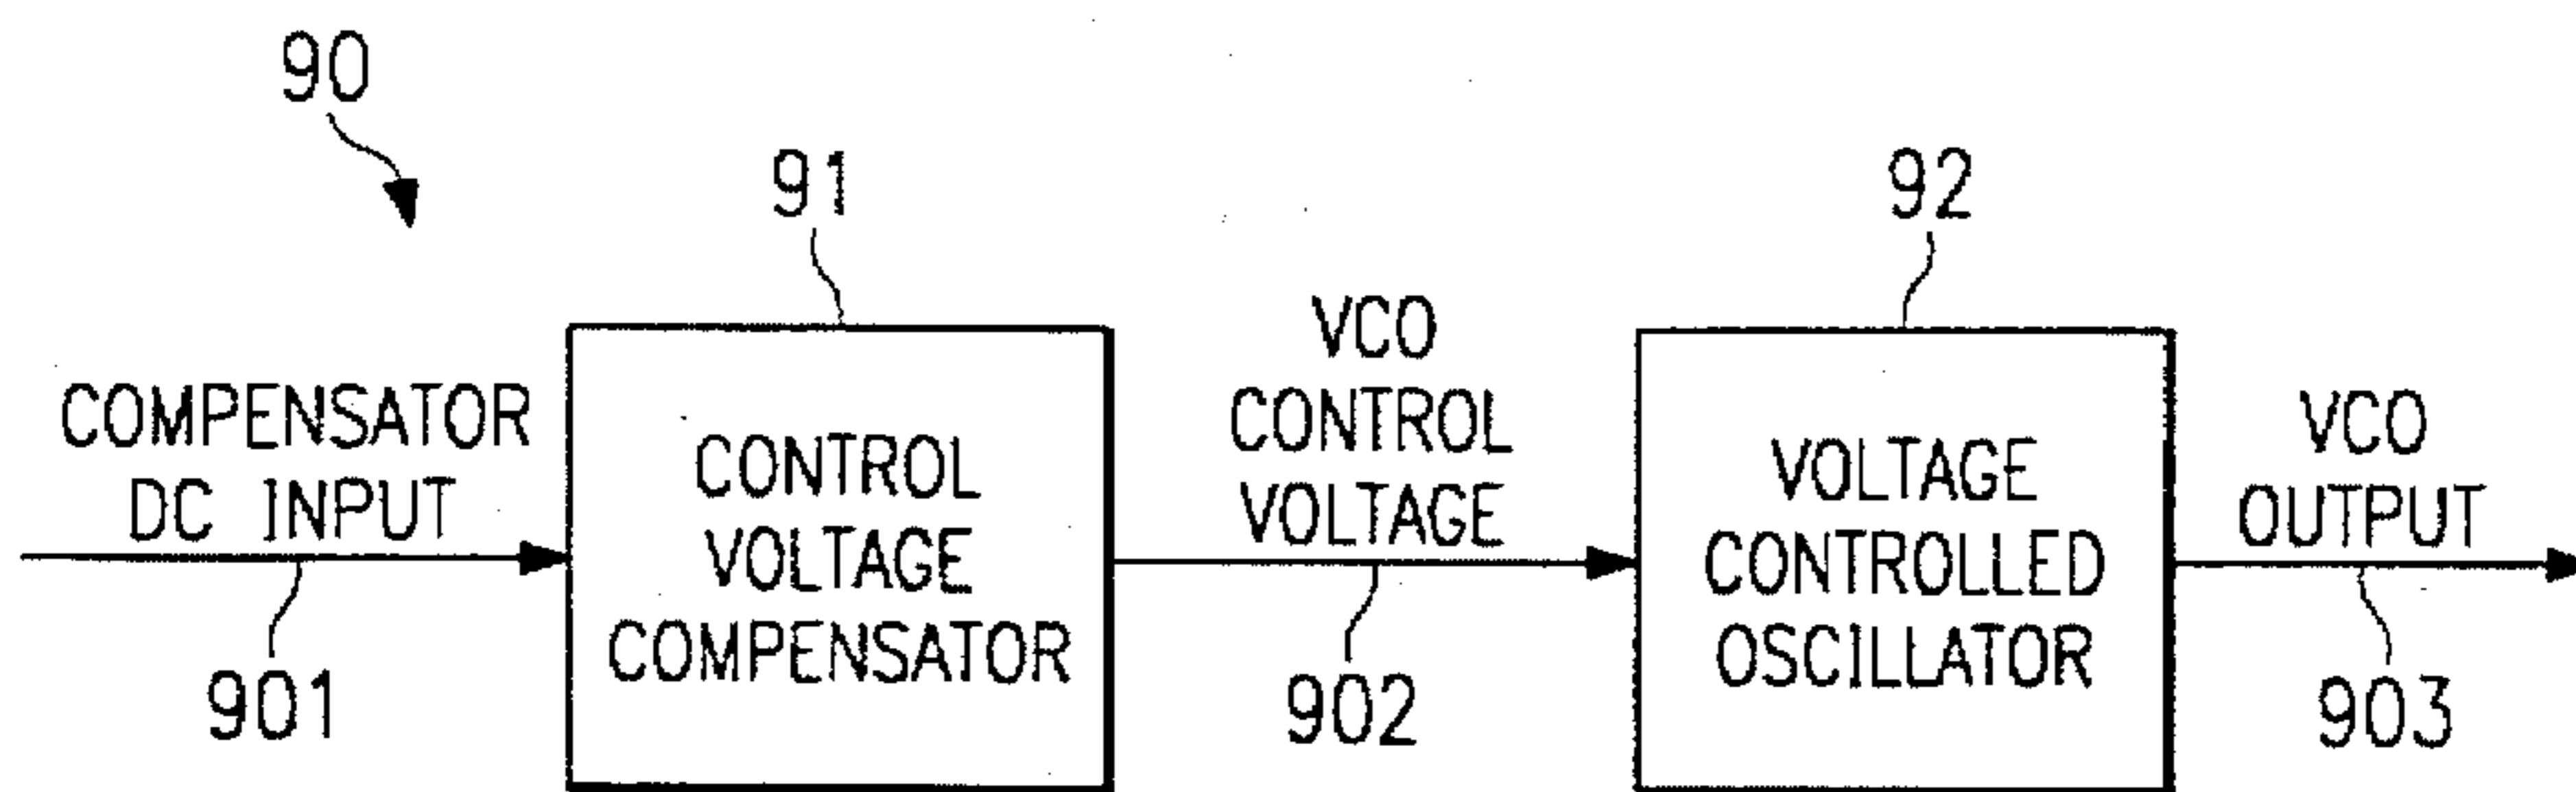 90
91
92
COMPENSATOR
DC INPUT
901
CONTROL
VOLTAGE
COMPENSATOR
VCO
CONTROL
VOLTAGE
902
VOLTAGE
CONTROLLED
OSCILLATOR
VCO
OUTPUT
903